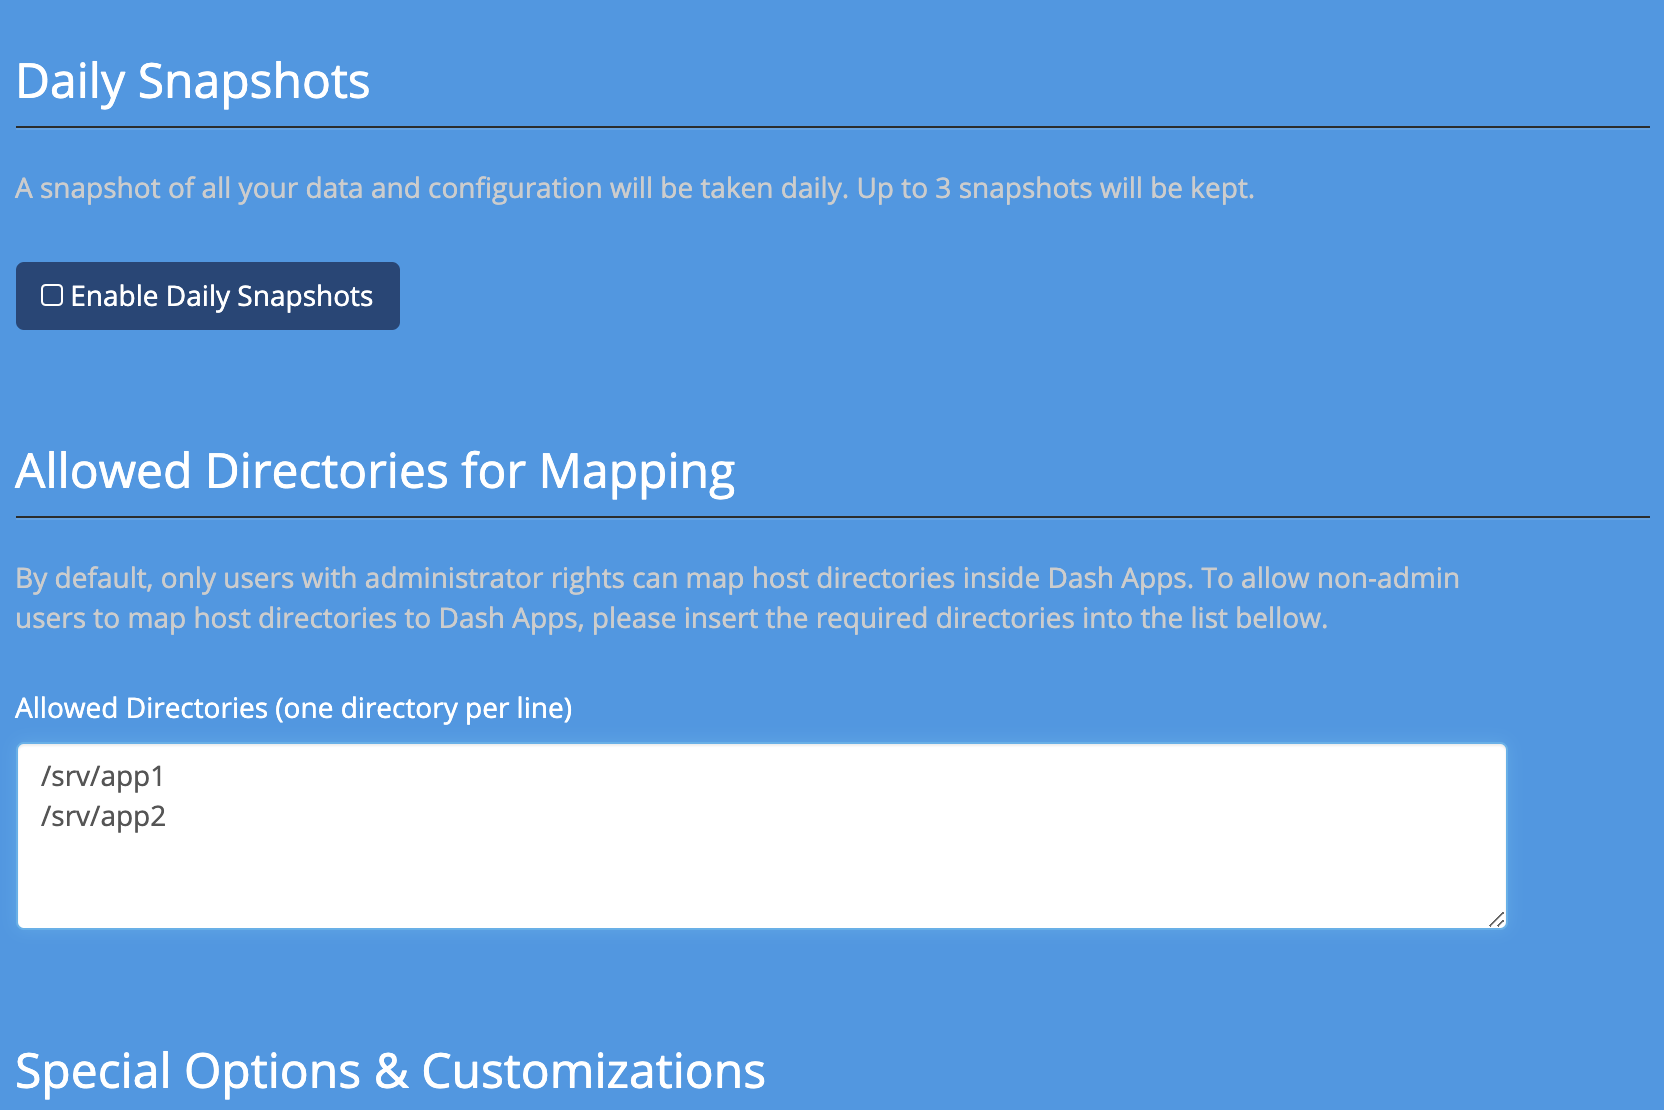 Daily Snapshots
A snapshot of all your data and configuration will be taken daily. Up to 3 snapshots will be kept.
Enable Daily Snapshots
Allowed Directories for Mapping
By default, only users with administrator rights can map host directories inside Dash Apps. To allow non-admin
users to map host directories to Dash Apps, please insert the required directories into the list bellow.
Allowed Directories (one directory per line)
/srv/app1
/srv/app2
Special Options & Customizations